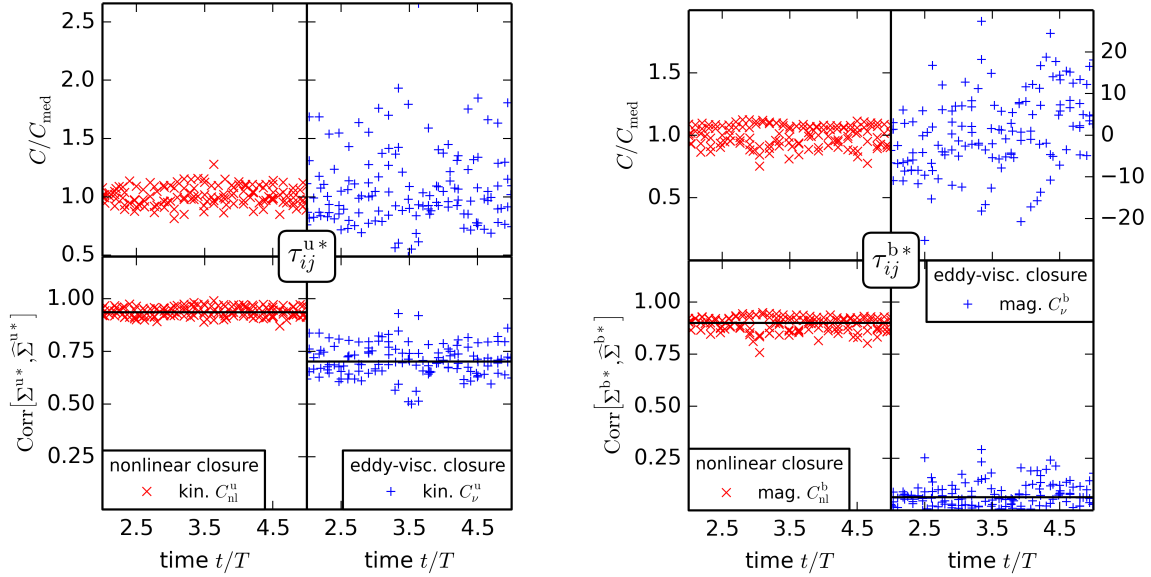 2.5
2.0
1.5
1.0
0.5
C/C_med
τ_ij^{u*}
1.00
0.75
0.50
0.25
Corr[Σ^{u*}, Σ̂^{u*}]
nonlinear closure
× kin. C_nl^u
eddy-visc. closure
+ kin. C_ν^u
2.5 3.5 4.5 2.5 3.5 4.5
time t/T time t/T
1.5
1.0
0.5
C/C_med
20
10
0
−10
−20
τ_ij^{b*}
1.00
0.75
0.50
0.25
Corr[Σ^{b*}, Σ̂^{b*}]
eddy-visc. closure
+ mag. C_ν^b
nonlinear closure
× mag. C_nl^b
2.5 3.5 4.5 2.5 3.5 4.5
time t/T time t/T